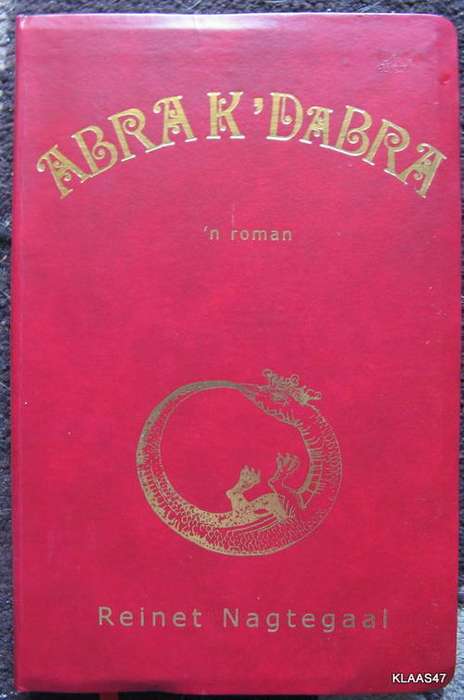 ABRA K'DABRA
'n roman
Reinet Nagtegaal
KLAAS47